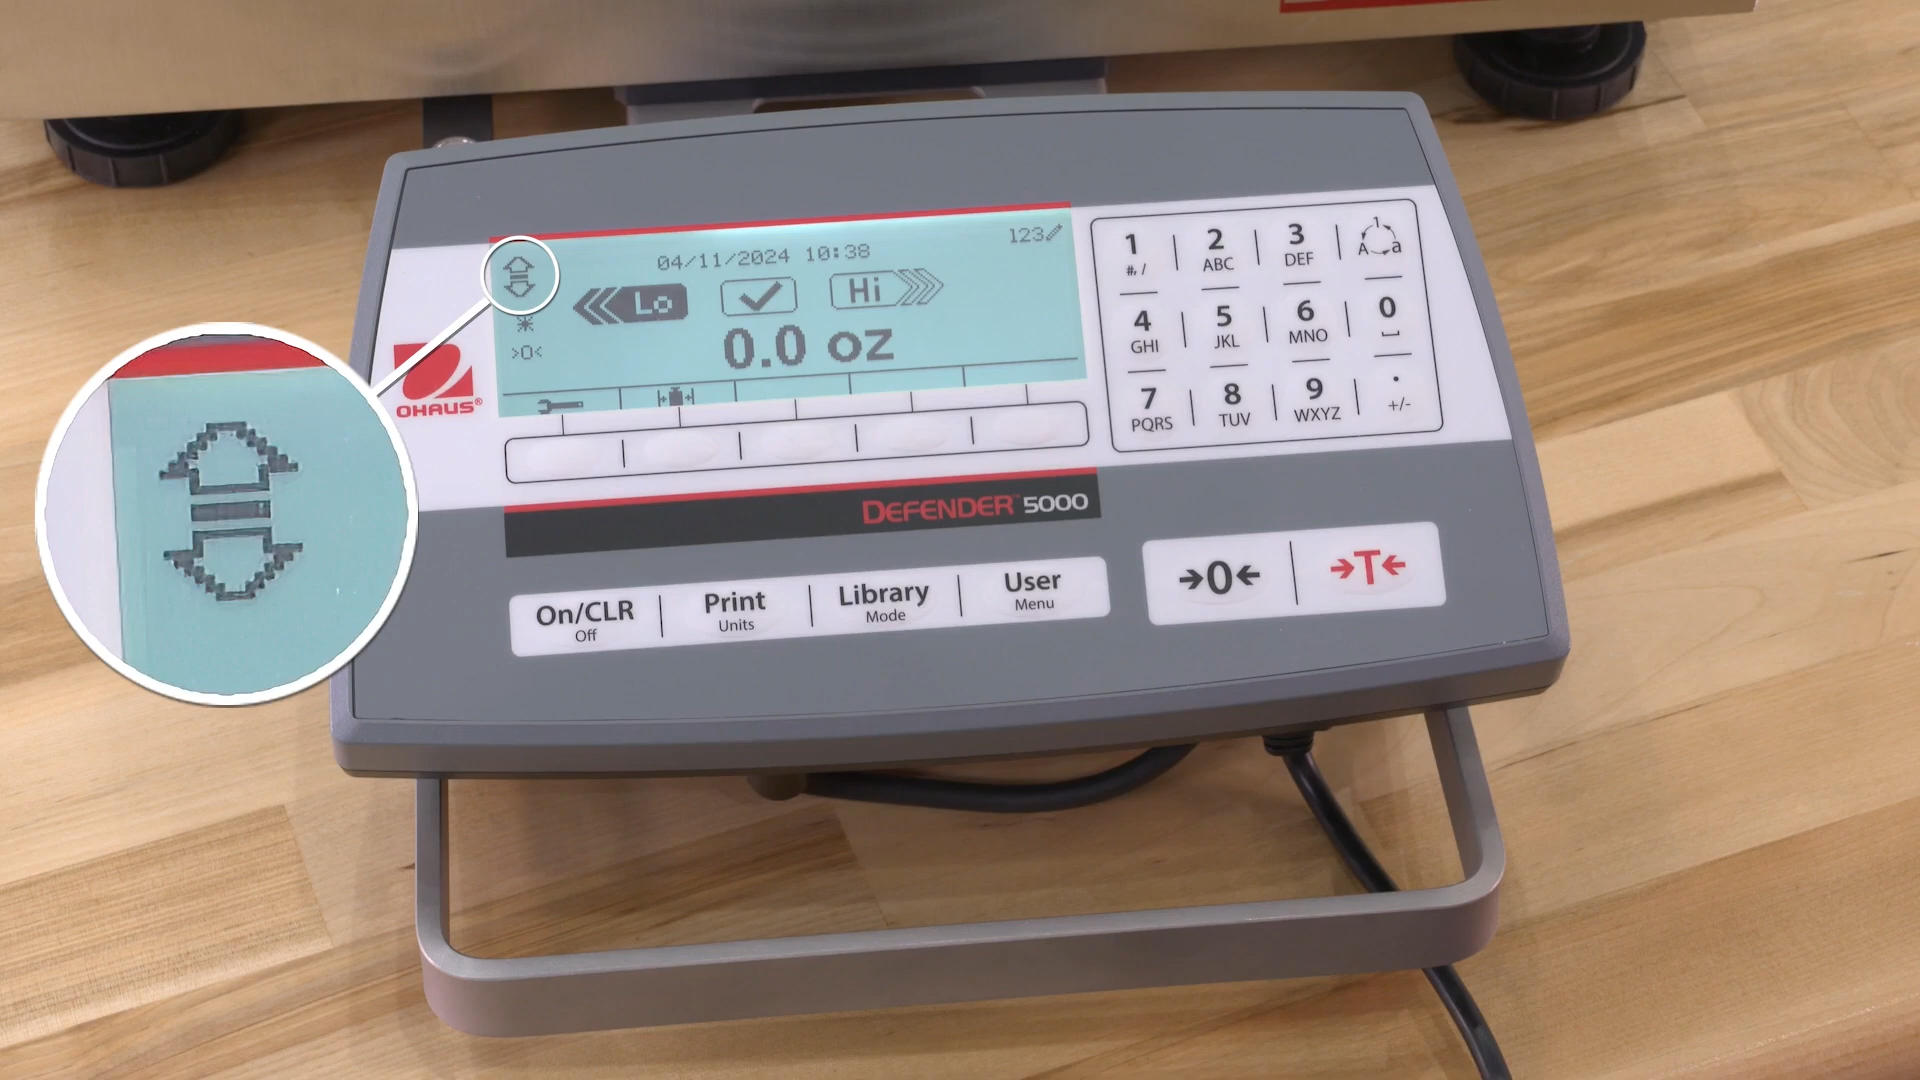 04/11/2024 10:38
123
Lo
Hi
0.0 oz
>0<
OHAUS®
DEFENDER™ 5000
1
#, /
2
ABC
3
DEF
1
A a
4
GHI
5
JKL
6
MNO
0
7
PQRS
8
TUV
9
WXYZ
.
+/-
On/CLR
Off
Print
Units
Library
Mode
User
Menu
→0←
→T←